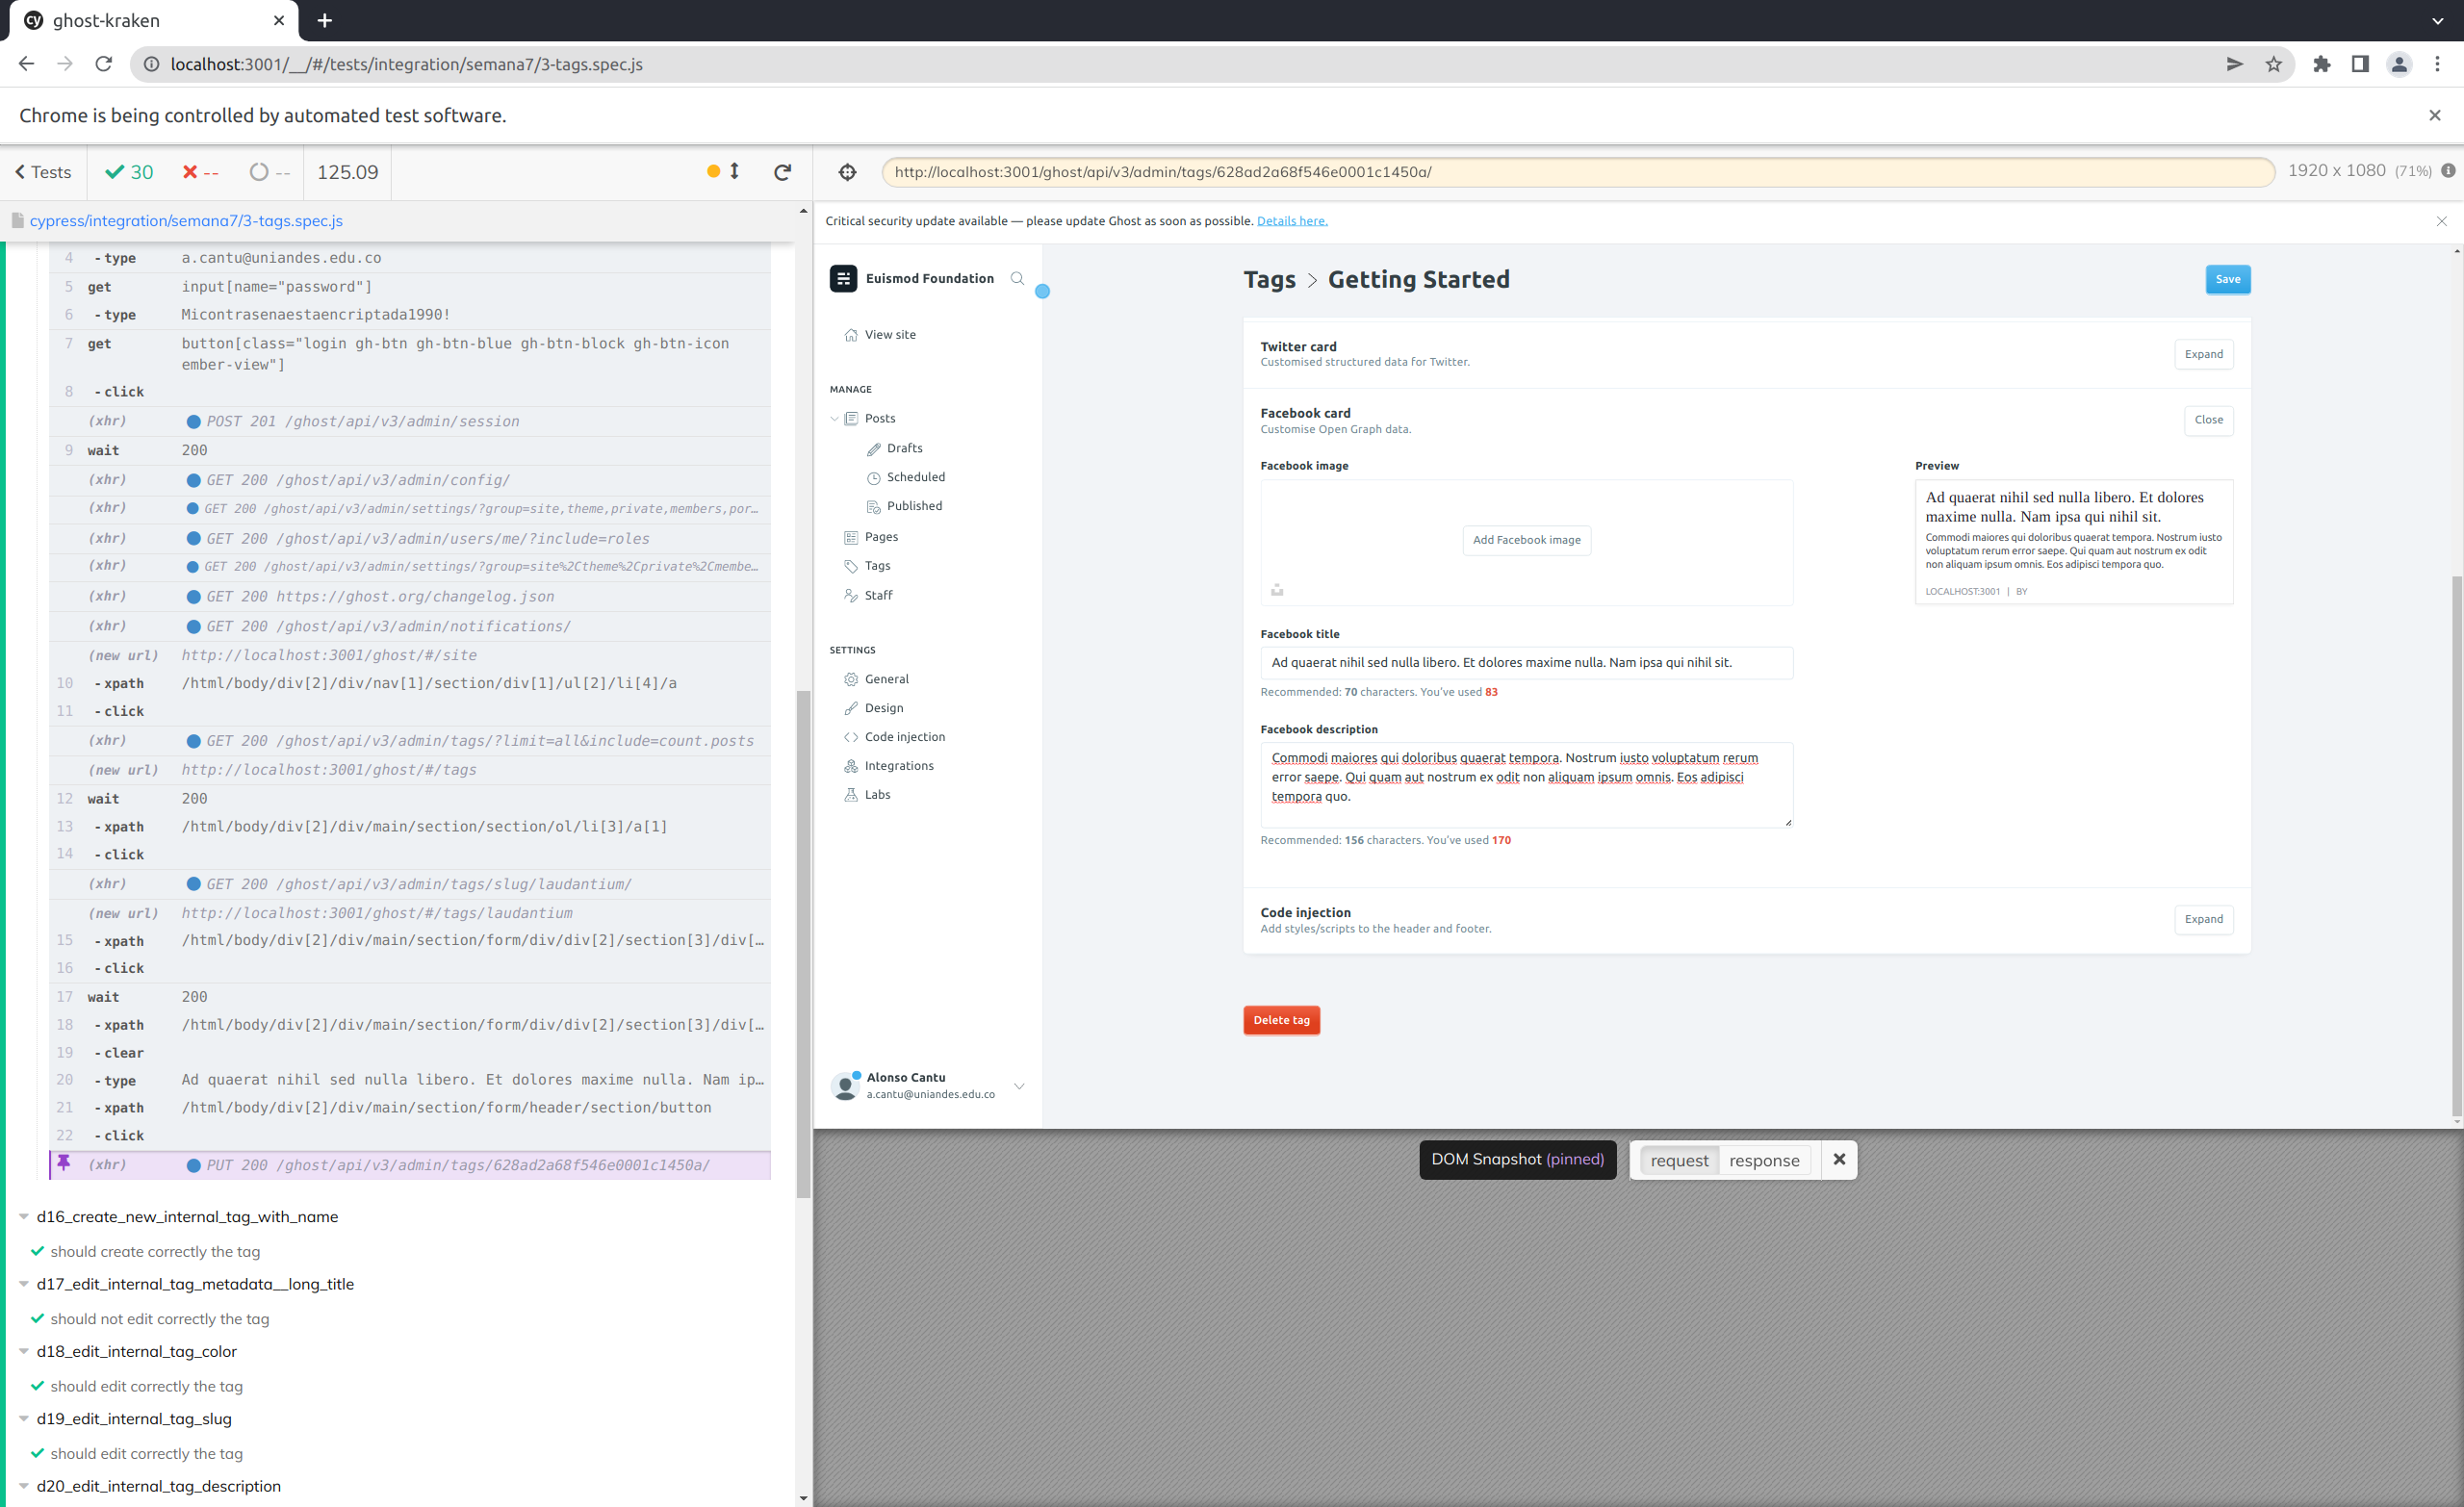 ghost-kraken
localhost:3001/__/#/tests/integration/semana7/3-tags.spec.js
Chrome is being controlled by automated test software.
Tests
30
--
--
125.09
http://localhost:3001/ghost/api/v3/admin/tags/628ad2a68f546e0001c1450a/
1920 x 1080 (71%)
cypress/integration/semana7/3-tags.spec.js
4 - type a.cantu@uniandes.edu.co
5 get input[name="password"]
6 - type Micontrasenaestaencriptada1990!
7 get button[class="login gh-btn gh-btn-blue gh-btn-block gh-btn-icon
ember-view"]
8 - click
(xhr) POST 201 /ghost/api/v3/admin/session
9 wait 200
(xhr) GET 200 /ghost/api/v3/admin/config/
(xhr) GET 200 /ghost/api/v3/admin/settings/?group=site,theme,private,members,por…
(xhr) GET 200 /ghost/api/v3/admin/users/me/?include=roles
(xhr) GET 200 /ghost/api/v3/admin/settings/?group=site%2Ctheme%2Cprivate%2Cmembe…
(xhr) GET 200 https://ghost.org/changelog.json
(xhr) GET 200 /ghost/api/v3/admin/notifications/
(new url) http://localhost:3001/ghost/#/site
10 - xpath /html/body/div[2]/div/nav[1]/section/div[1]/ul[2]/li[4]/a
11 - click
(xhr) GET 200 /ghost/api/v3/admin/tags/?limit=all&include=count.posts
(new url) http://localhost:3001/ghost/#/tags
12 wait 200
13 - xpath /html/body/div[2]/div/main/section/section/ol/li[3]/a[1]
14 - click
(xhr) GET 200 /ghost/api/v3/admin/tags/slug/laudantium/
(new url) http://localhost:3001/ghost/#/tags/laudantium
15 - xpath /html/body/div[2]/div/main/section/form/div/div[2]/section[3]/div[…
16 - click
17 wait 200
18 - xpath /html/body/div[2]/div/main/section/form/div/div[2]/section[3]/div[…
19 - clear
20 - type Ad quaerat nihil sed nulla libero. Et dolores maxime nulla. Nam ip…
21 - xpath /html/body/div[2]/div/main/section/form/header/section/button
22 - click
(xhr) PUT 200 /ghost/api/v3/admin/tags/628ad2a68f546e0001c1450a/
d16_create_new_internal_tag_with_name
should create correctly the tag
d17_edit_internal_tag_metadata__long_title
should not edit correctly the tag
d18_edit_internal_tag_color
should edit correctly the tag
d19_edit_internal_tag_slug
should edit correctly the tag
d20_edit_internal_tag_description
Critical security update available — please update Ghost as soon as possible. Details here.
Euismod Foundation
View site
MANAGE
Posts
Drafts
Scheduled
Published
Pages
Tags
Staff
SETTINGS
General
Design
Code injection
Integrations
Labs
Alonso Cantu
a.cantu@uniandes.edu.co
Tags > Getting Started
Save
Twitter card
Customised structured data for Twitter.
Expand
Facebook card
Customise Open Graph data.
Close
Facebook image
Add Facebook image
Preview
Ad quaerat nihil sed nulla libero. Et dolores
maxime nulla. Nam ipsa qui nihil sit.
Commodi maiores qui doloribus quaerat tempora. Nostrum iusto
voluptatum rerum error saepe. Qui quam aut nostrum ex odit
non aliquam ipsum omnis. Eos adipisci tempora quo.
LOCALHOST:3001 | BY
Facebook title
Ad quaerat nihil sed nulla libero. Et dolores maxime nulla. Nam ipsa qui nihil sit.
Recommended: 70 characters. You've used 83
Facebook description
Commodi maiores qui doloribus quaerat tempora. Nostrum iusto voluptatum rerum
error saepe. Qui quam aut nostrum ex odit non aliquam ipsum omnis. Eos adipisci
tempora quo.
Recommended: 156 characters. You've used 170
Code injection
Add styles/scripts to the header and footer.
Expand
Delete tag
DOM Snapshot (pinned)
request
response